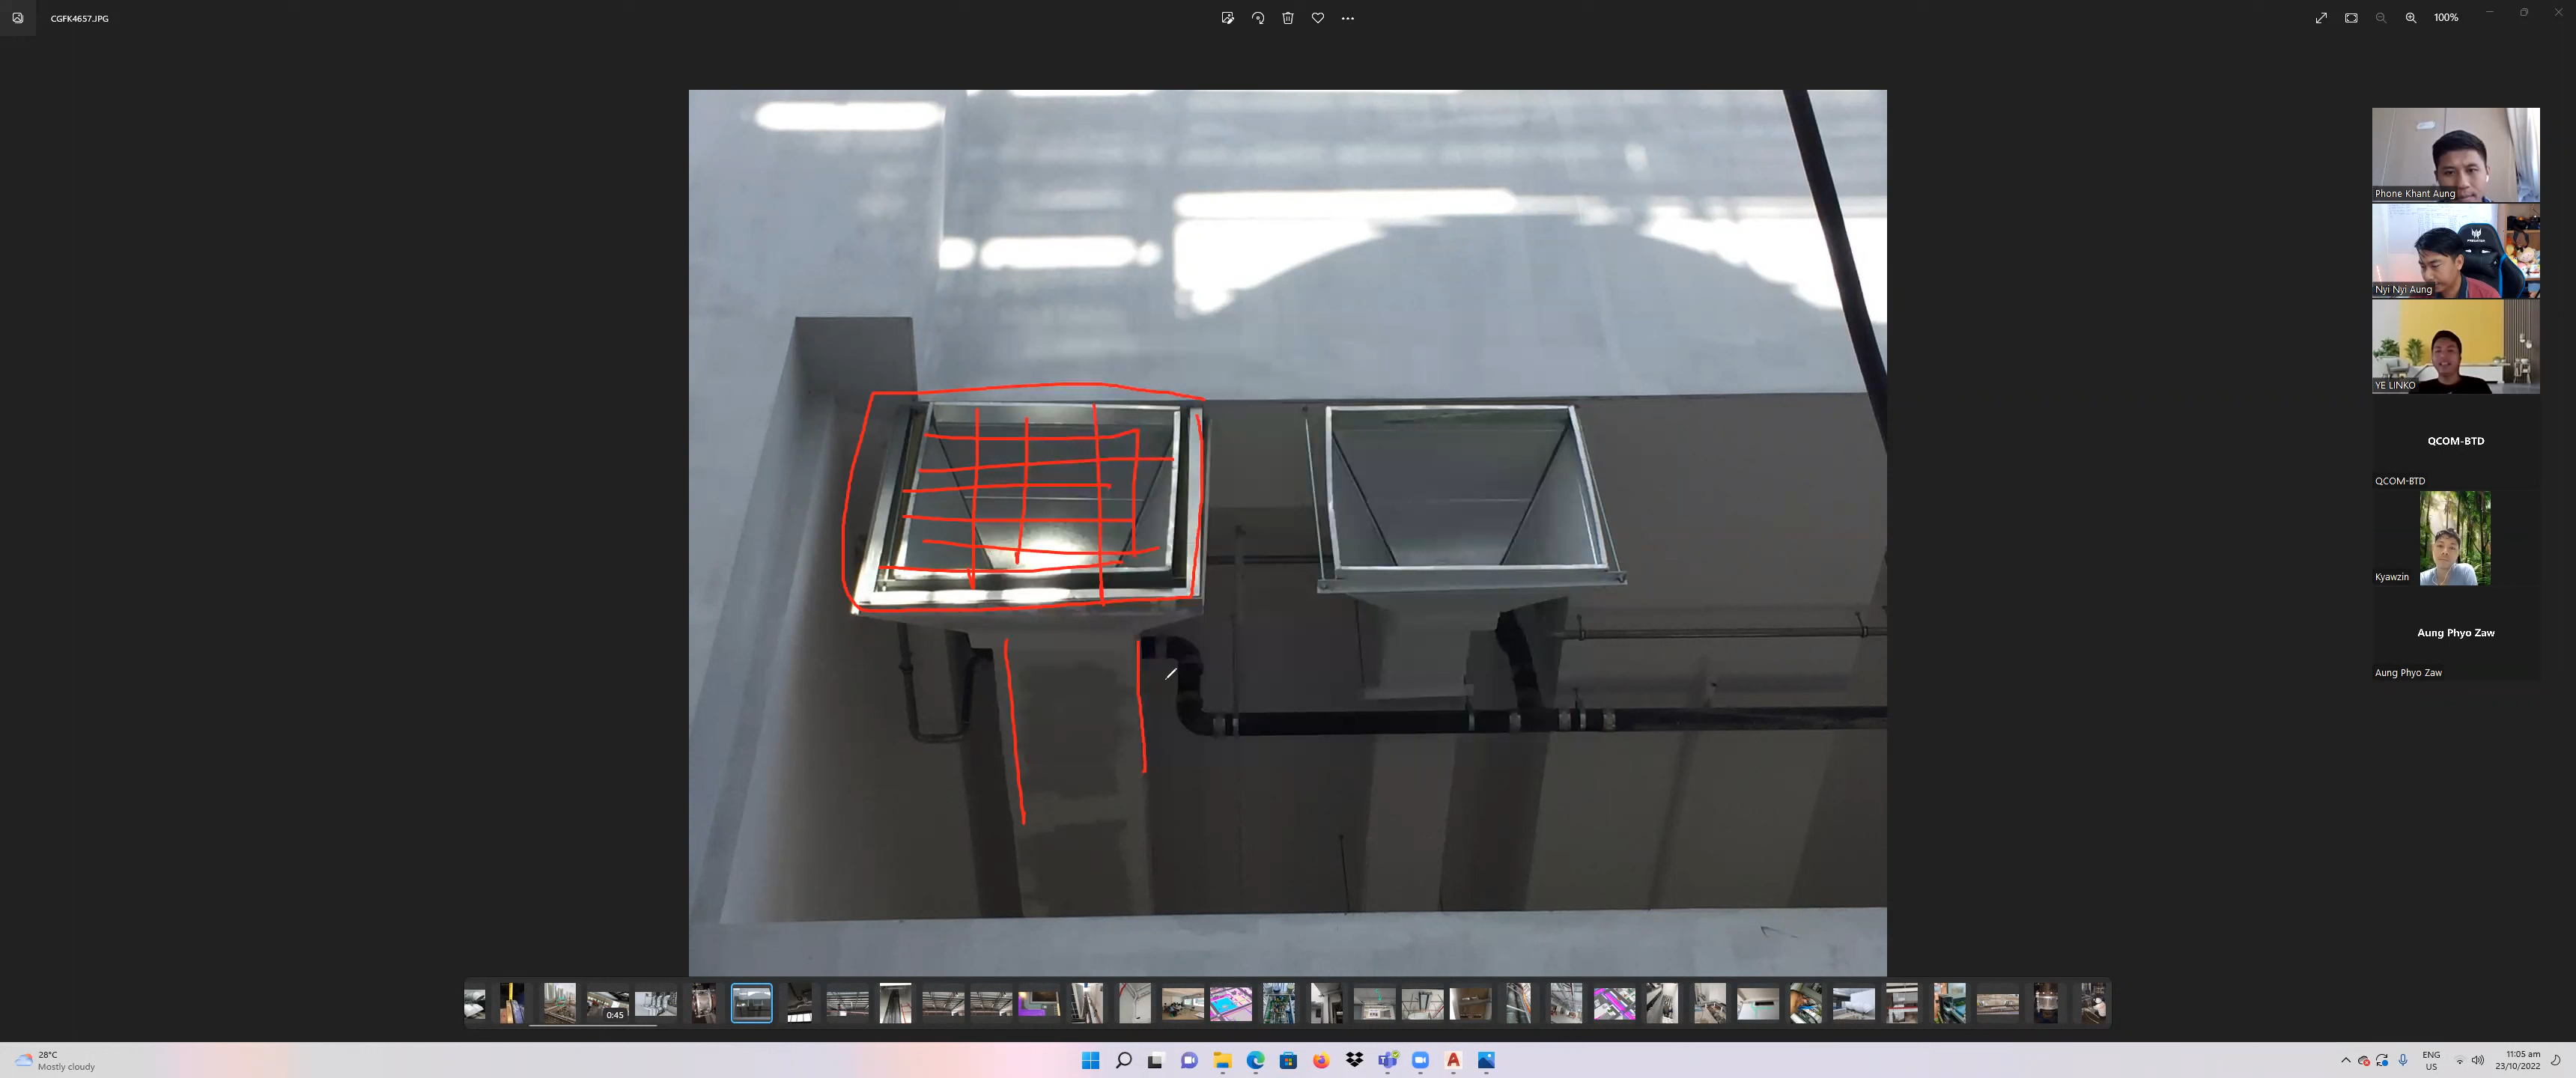 CGFK4657.JPG
100%
Phone Khant Aung
Nyi Nyi Aung
YE LINKO
QCOM-BTD
QCOM-BTD
Kyawzin
Aung Phyo Zaw
Aung Phyo Zaw
0:45
28°C
Mostly cloudy
ENG
US
11:05 am
23/10/2022